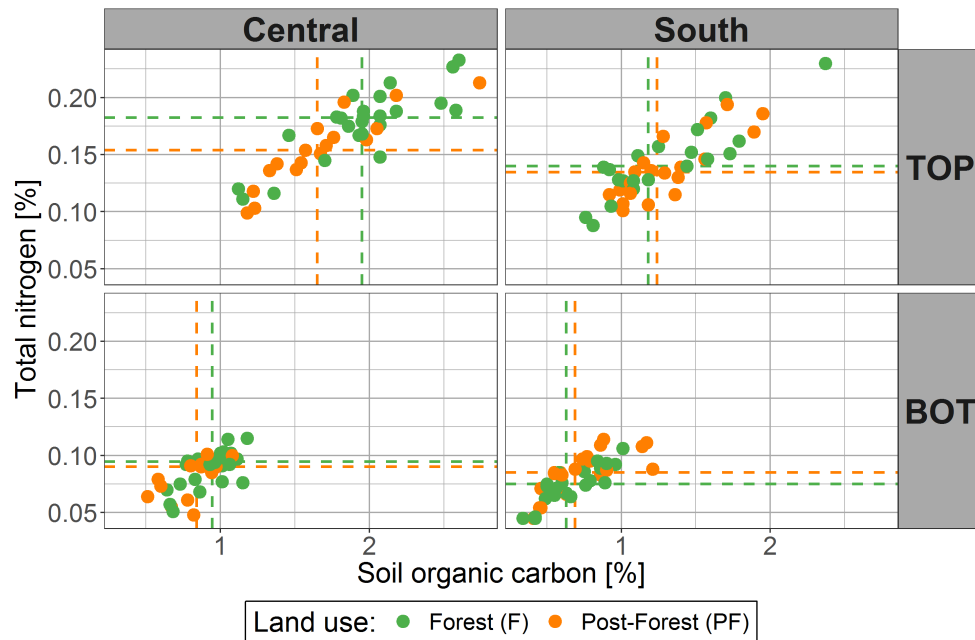 Central
South
Total nitrogen [%]
0.20
0.15
0.10
0.05
TOP
0.20
0.15
0.10
0.05
BOT
1
2
1
2
Soil organic carbon [%]
Land use: Forest (F) Post-Forest (PF)